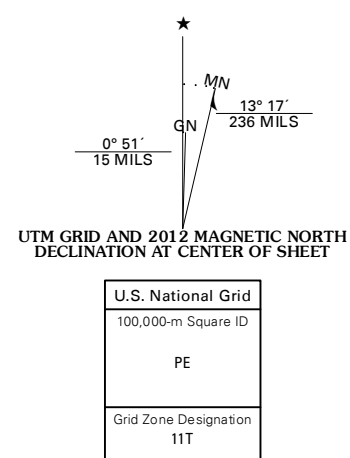 ★
MN
GN
13° 17´
236 MILS
0° 51´
15 MILS
UTM GRID AND 2012 MAGNETIC NORTH
DECLINATION AT CENTER OF SHEET
U.S. National Grid
100,000-m Square ID
PE
Grid Zone Designation
11T